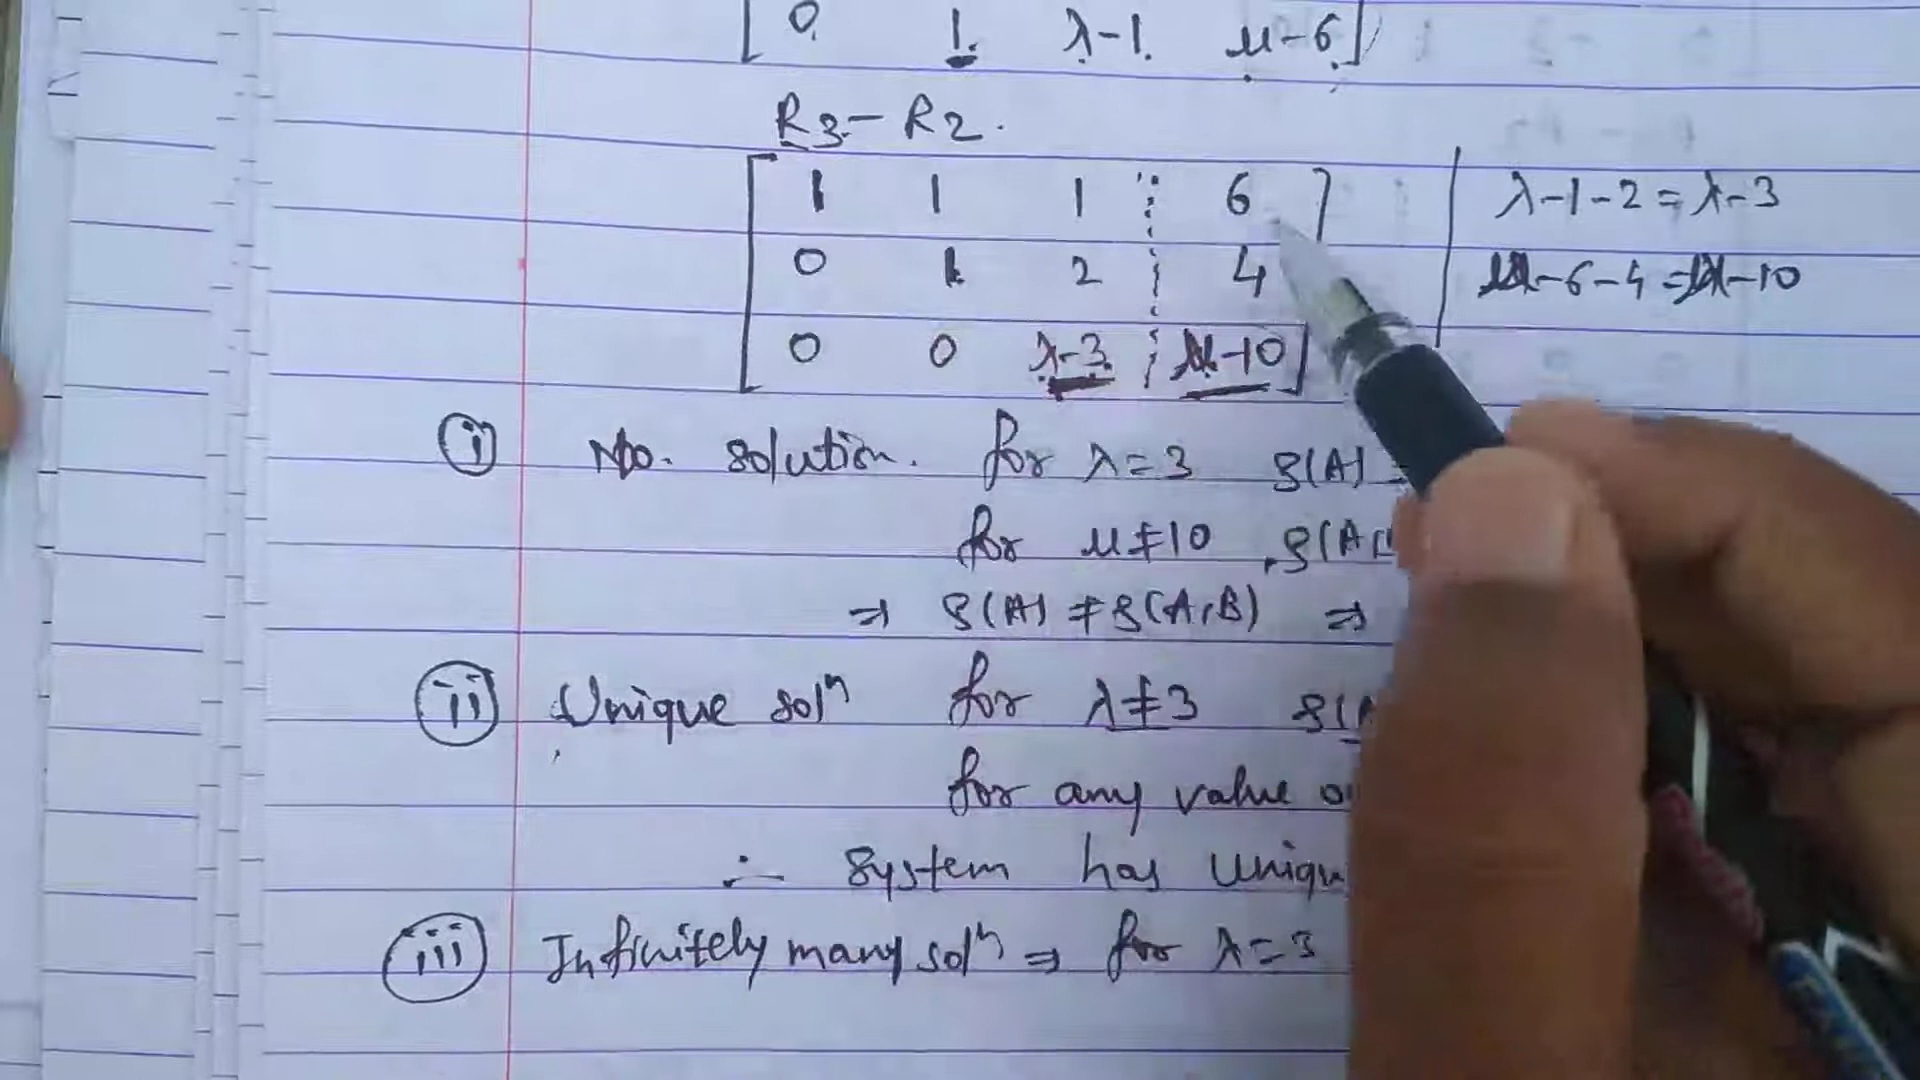 0 1 λ-1 μ-6
R3 - R2.
1 1 1 6 λ-1-2 = λ-3
0 1 2 4 μ-6-4 = μ-10
0 0 λ-3 μ-10
(i) No. solution. for λ=3 ρ(A) =
for μ≠10, ρ(A,
⇒ ρ(A) ≠ ρ(A,B) ⇒
(ii) Unique solⁿ for λ≠3 ρ(A
for any value
∴ System has Uniqu
(iii) Infinitely many solⁿ ⇒ for λ=3